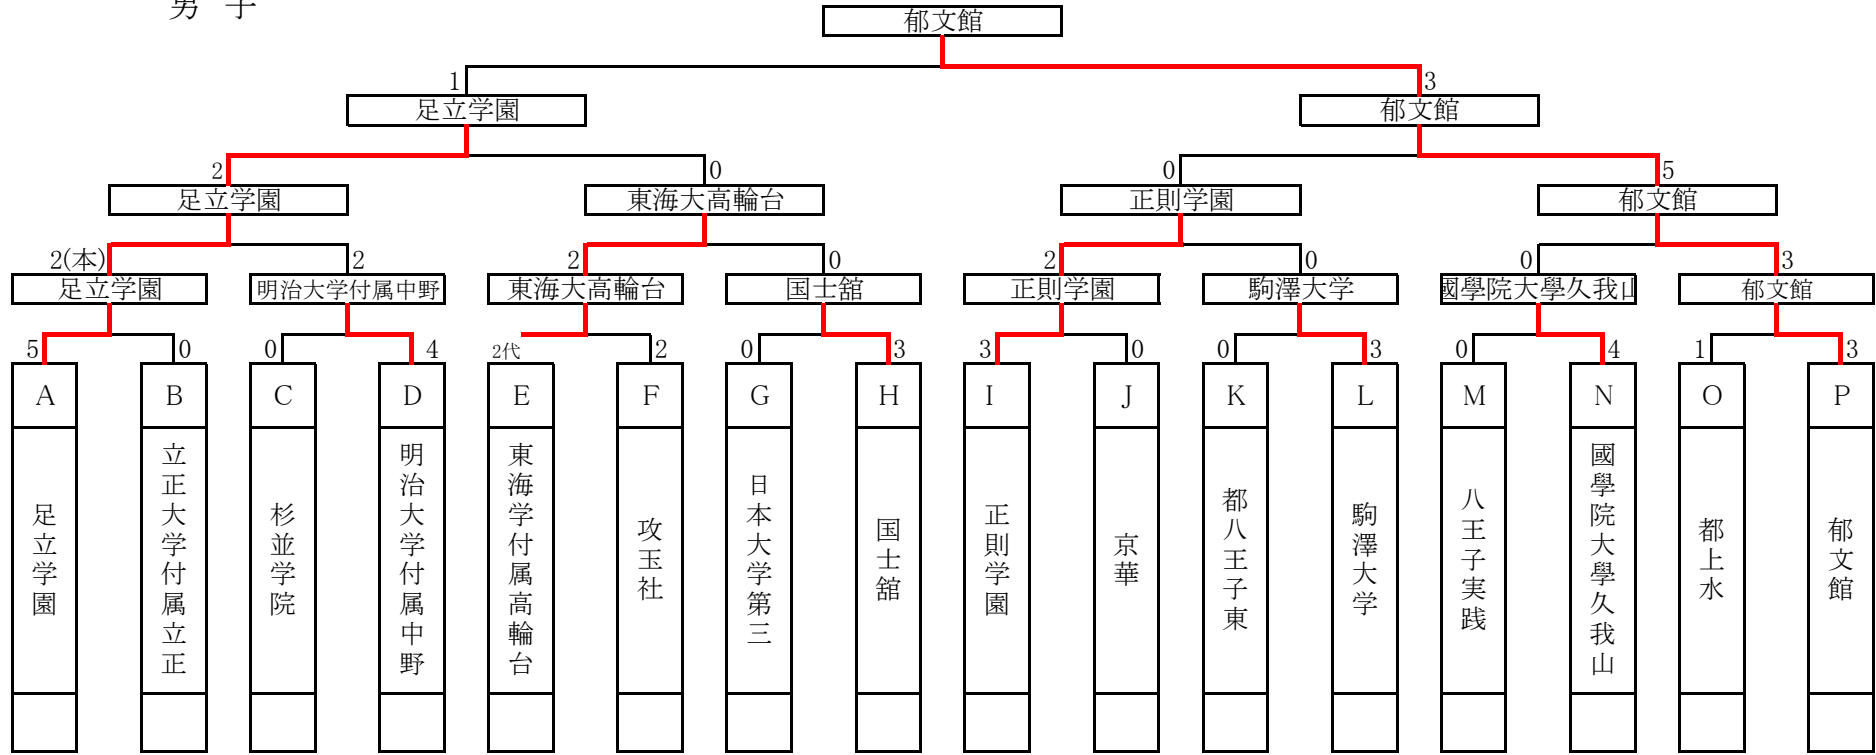 男子
郁文館
1 3
足立学園 郁文館
2 0 0 5
足立学園 東海大高輪台 正則学園 郁文館
2(本) 2 2 0 2 0 0 3
足立学園 明治大学付属中野 東海大高輪台 国士舘 正則学園 駒澤大学 國學院大學久我山 郁文館
5 0 0 4 2代 2 0 3 3 0 0 3 0 4 1 3
A B C D E F G H I J K L M N O P
足立学園
立正大学付属立正
杉並学院
明治大学付属中野
東海学付属高輪台
攻玉社
日本大学第三
国士舘
正則学園
京華
都八王子東
駒澤大学
八王子実践
國學院大學久我山
都上水
郁文館